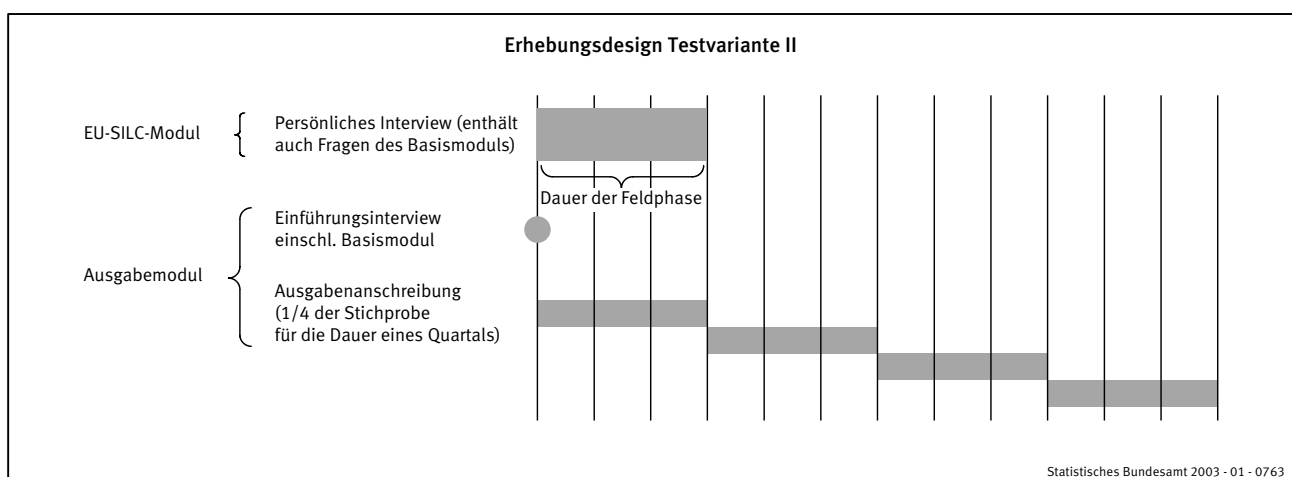 Erhebungsdesign Testvariante II
EU-SILC-Modul
Persönliches Interview (enthält
auch Fragen des Basismoduls)
Dauer der Feldphase
Einführungsinterview
einschl. Basismodul
Ausgabemodul
Ausgabenanschreibung
(1/4 der Stichprobe
für die Dauer eines Quartals)
Statistisches Bundesamt 2003 - 01 - 0763